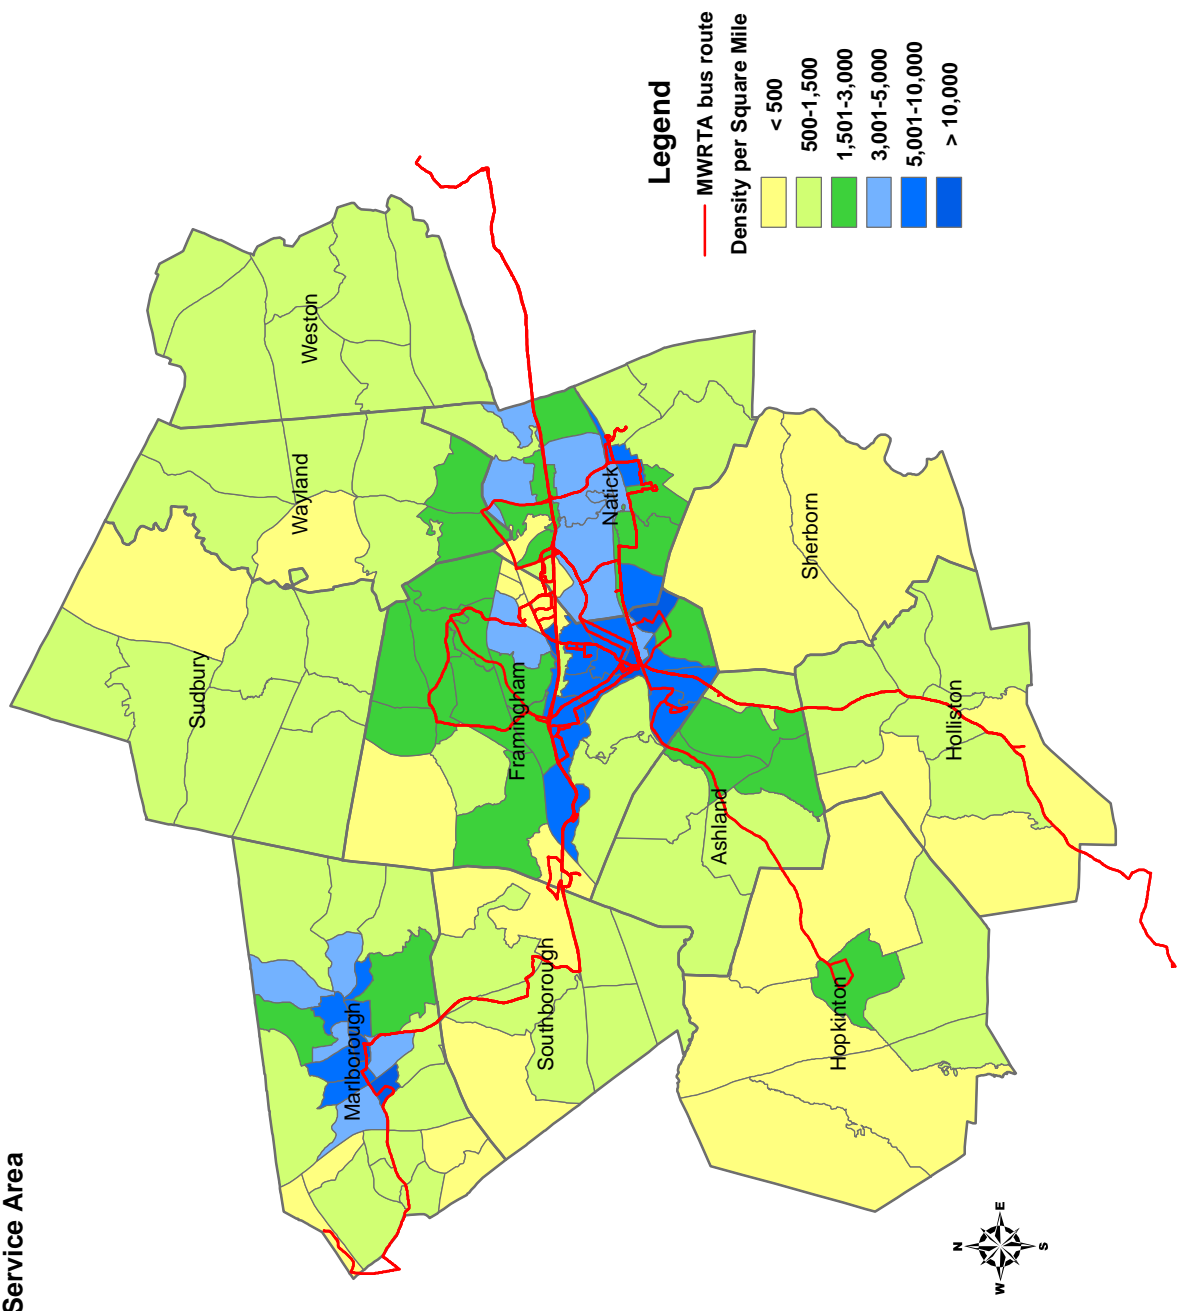 Service Area
Legend
MWRTA bus route
Density per Square Mile
< 500
500-1,500
1,501-3,000
3,001-5,000
5,001-10,000
> 10,000
Weston
Wayland
Sudbury
Natick
Sherborn
Framingham
Holliston
Ashland
Marlborough
Southborough
Hopkinton
N
E
S
W